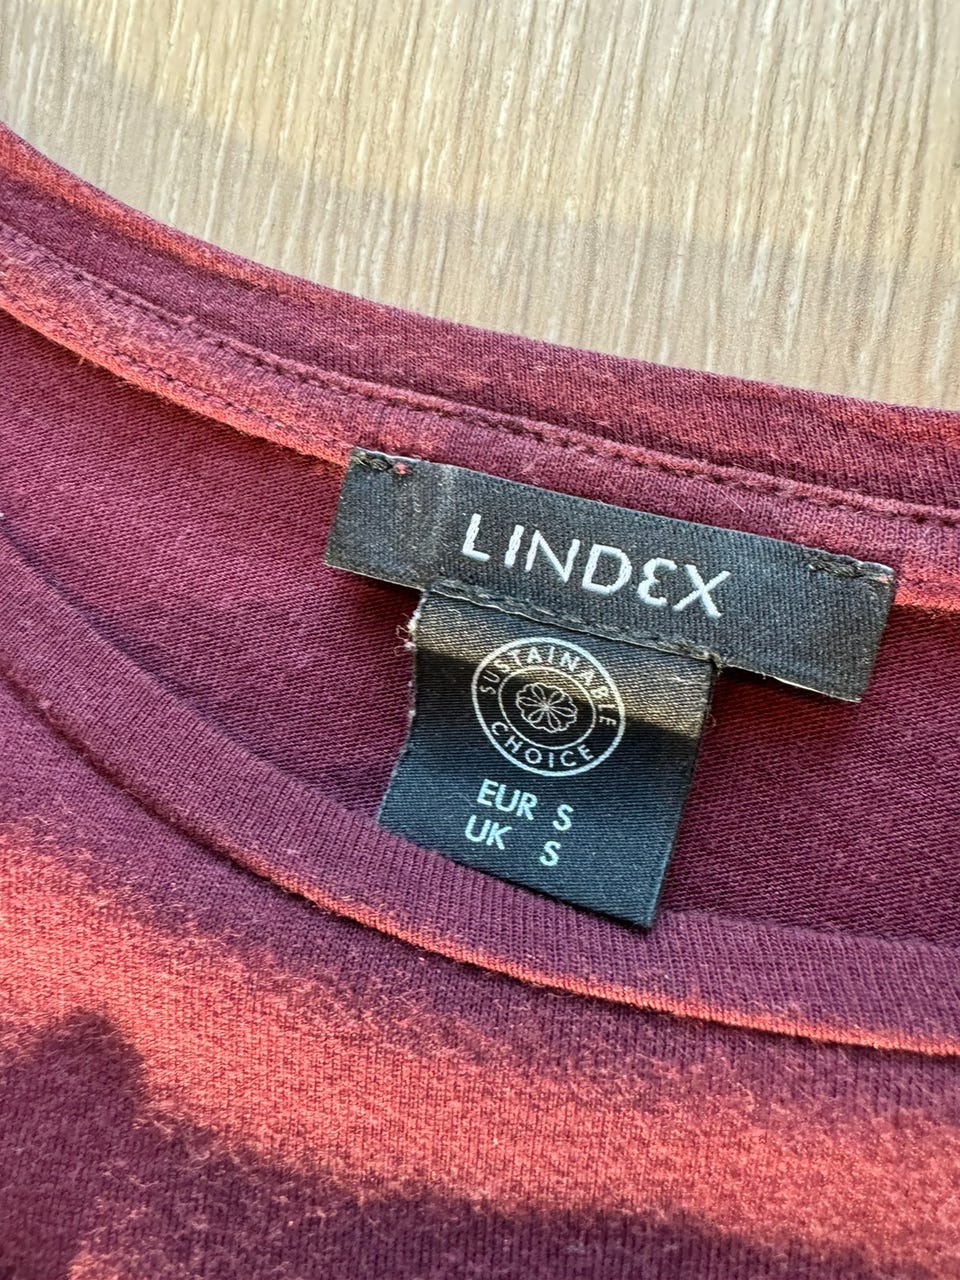 LINDEX
SUSTAINABLE
CHOICE
EUR S
UK S